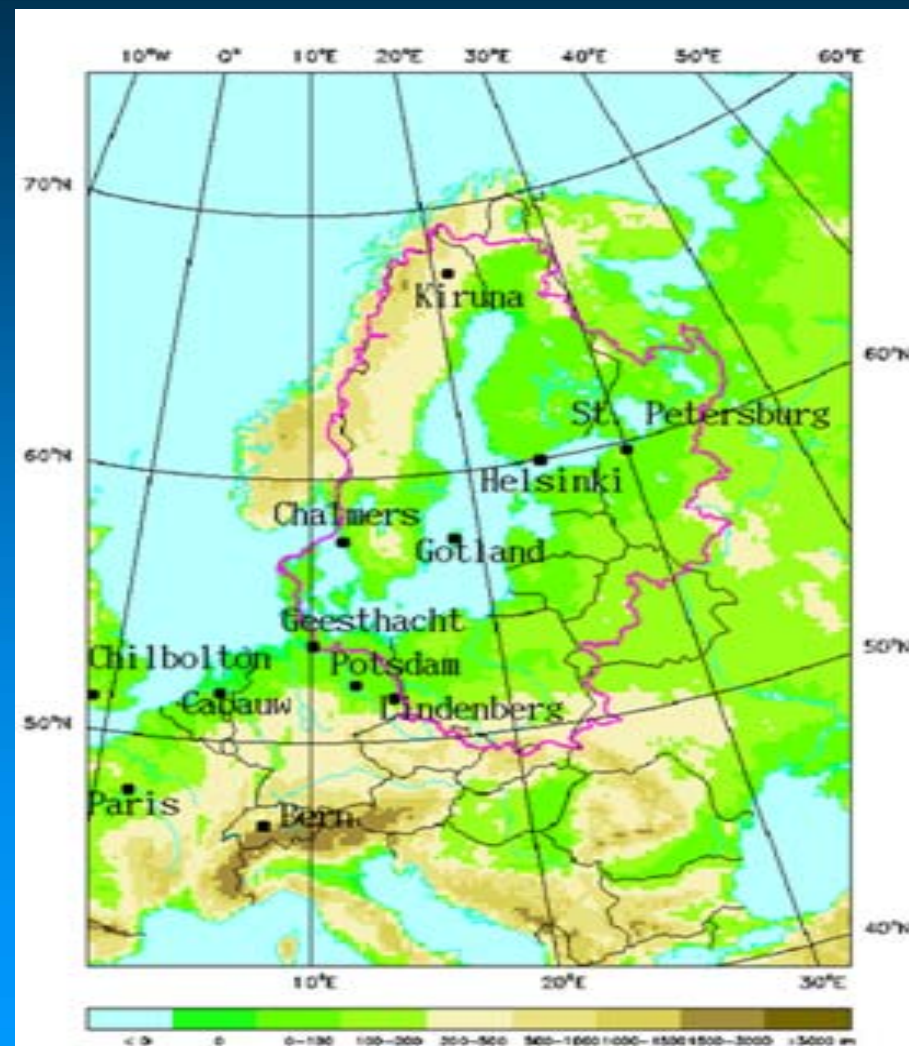 10°W 0° 10°E 20°E 30°E 40°E 50°E 60°E
70°N
Kiruna
60°N
St. Petersburg
60°N
Helsinki
Chalmers
Gotland
Geesthacht
50°N
Chilbolton
Potsdam
Cabauw
Lindenberg
50°N
Paris
Bern
40°N
10°E 20°E 30°E
< 0 0 0-100 100-200 200-500 500-1000 1000-1500 1500-2000 >3000 m